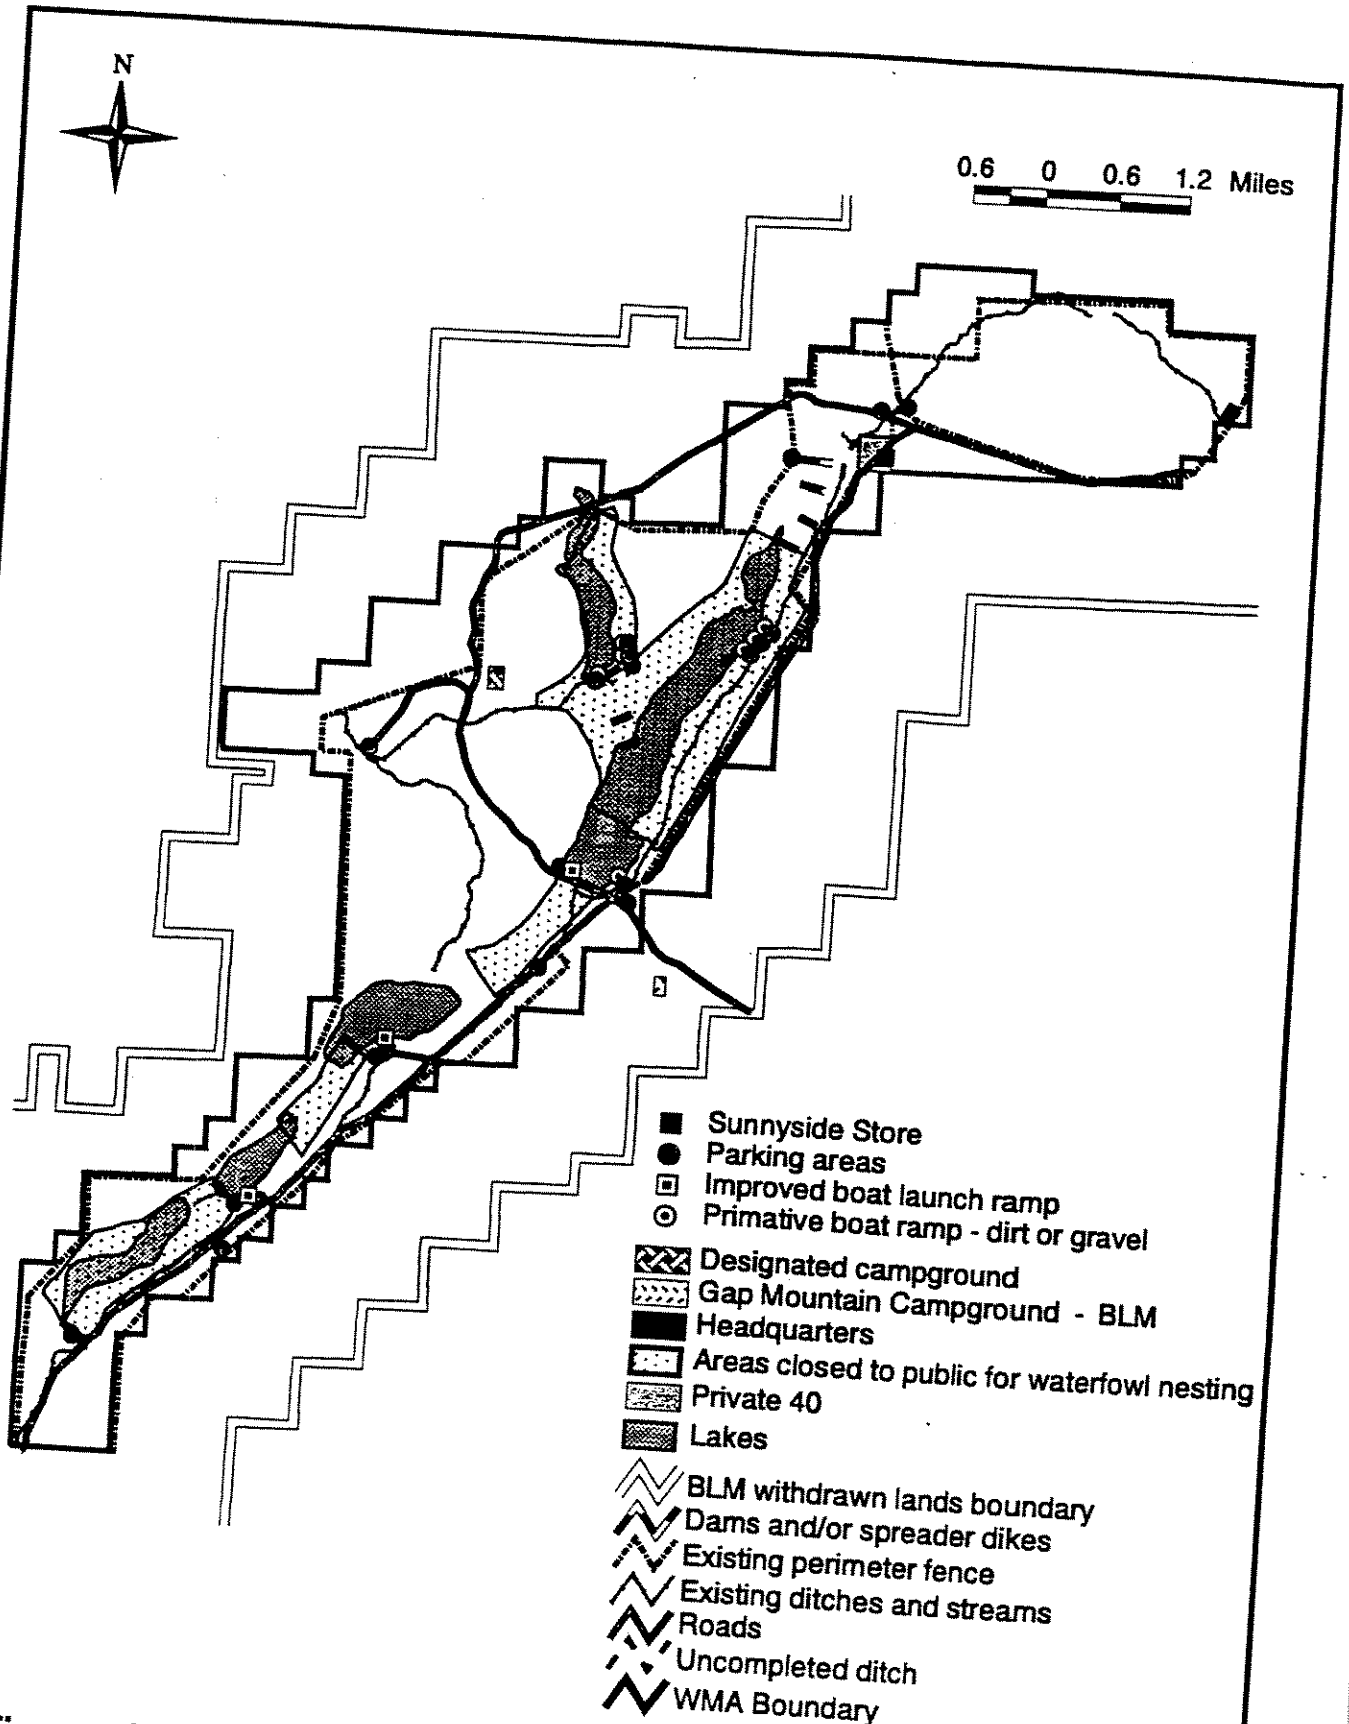 N
0.6 0 0.6 1.2 Miles
Sunnyside Store
Parking areas
Improved boat launch ramp
Primative boat ramp - dirt or gravel
Designated campground
Gap Mountain Campground - BLM
Headquarters
Areas closed to public for waterfowl nesting
Private 40
Lakes
BLM withdrawn lands boundary
Dams and/or spreader dikes
Existing perimeter fence
Existing ditches and streams
Roads
Uncompleted ditch
WMA Boundary